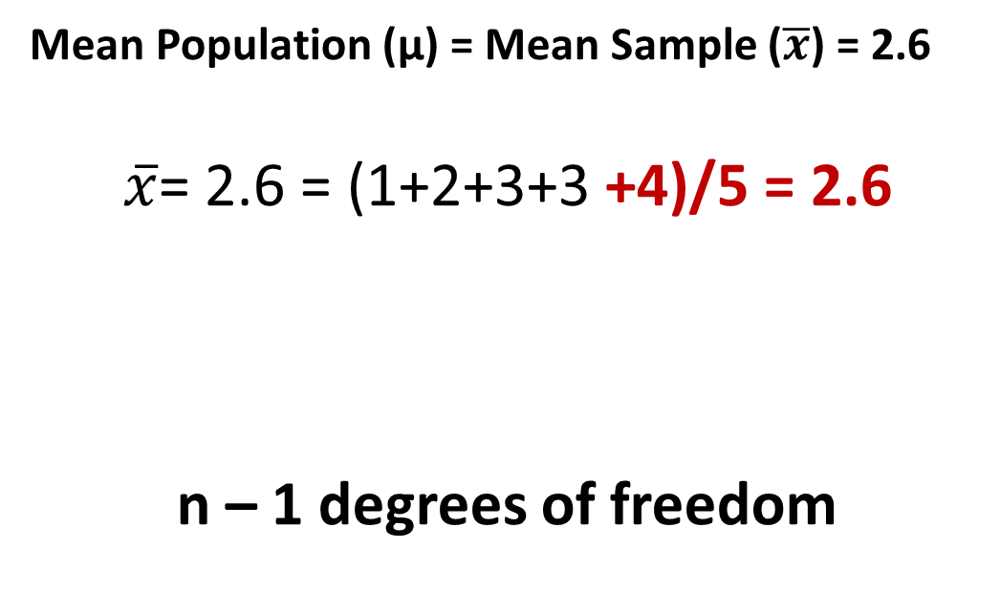 Mean Population (μ) = Mean Sample (x̅) = 2.6
x̅= 2.6 = (1+2+3+3 +4)/5 = 2.6
n – 1 degrees of freedom